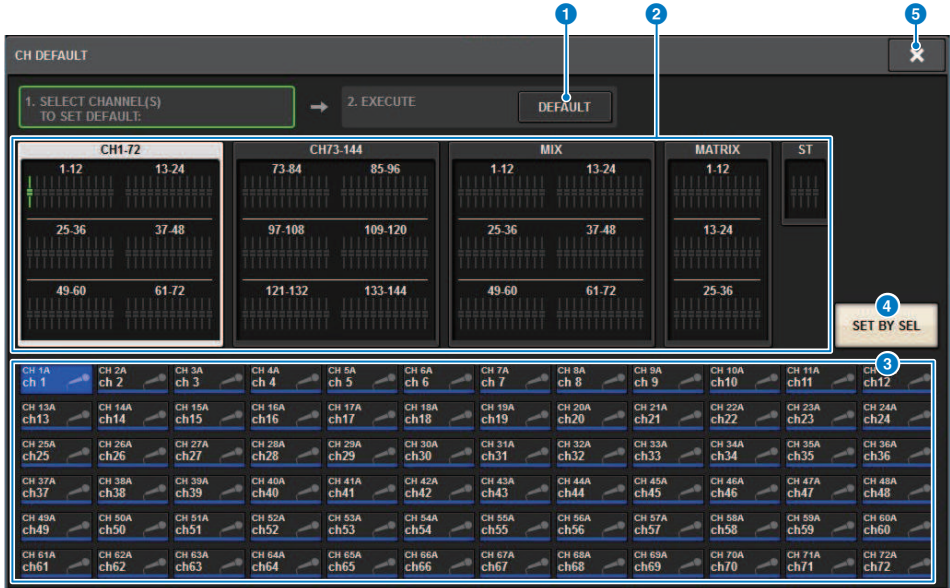 1 2 5
CH DEFAULT
1. SELECT CHANNEL(S) TO SET DEFAULT: → 2. EXECUTE DEFAULT
CH1-72 CH73-144 MIX MATRIX ST
1-12 13-24 73-84 85-96 1-12 13-24 1-12
25-36 37-48 97-108 109-120 25-36 37-48 13-24
49-60 61-72 121-132 133-144 49-60 61-72 25-36
4
SET BY SEL
3
CH 1A CH 2A CH 3A CH 4A CH 5A CH 6A CH 7A CH 8A CH 9A CH 10A CH 11A CH
ch 1 ch 2 ch 3 ch 4 ch 5 ch 6 ch 7 ch 8 ch 9 ch10 ch11 ch12
CH 13A CH 14A CH 15A CH 16A CH 17A CH 18A CH 19A CH 20A CH 21A CH 22A CH 23A CH 24A
ch13 ch14 ch15 ch16 ch17 ch18 ch19 ch20 ch21 ch22 ch23 ch24
CH 25A CH 26A CH 27A CH 28A CH 29A CH 30A CH 31A CH 32A CH 33A CH 34A CH 35A CH 36A
ch25 ch26 ch27 ch28 ch29 ch30 ch31 ch32 ch33 ch34 ch35 ch36
CH 37A CH 38A CH 39A CH 40A CH 41A CH 42A CH 43A CH 44A CH 45A CH 46A CH 47A CH 48A
ch37 ch38 ch39 ch40 ch41 ch42 ch43 ch44 ch45 ch46 ch47 ch48
CH 49A CH 50A CH 51A CH 52A CH 53A CH 54A CH 55A CH 56A CH 57A CH 58A CH 59A CH 60A
ch49 ch50 ch51 ch52 ch53 ch54 ch55 ch56 ch57 ch58 ch59 ch60
CH 61A CH 62A CH 63A CH 64A CH 65A CH 66A CH 67A CH 68A CH 69A CH 70A CH 71A CH 72A
ch61 ch62 ch63 ch64 ch65 ch66 ch67 ch68 ch69 ch70 ch71 ch72